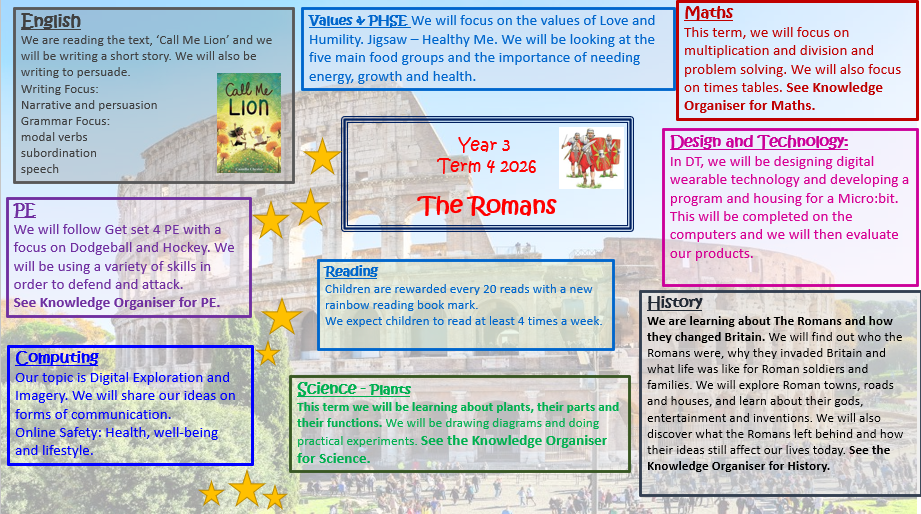 English
We are reading the text, ‘Call Me Lion’ and we
will be writing a short story. We will also be
writing to persuade.
Writing Focus:
Narrative and persuasion
Grammar Focus:
modal verbs
subordination
speech
Call Me
LION
Values & PHSE We will focus on the values of Love and
Humility. Jigsaw – Healthy Me. We will be looking at the
five main food groups and the importance of needing
energy, growth and health.
Maths
This term, we will focus on
multiplication and division and
problem solving. We will also focus
on times tables. See Knowledge
Organiser for Maths.
Year 3
Term 4 2026
The Romans
Design and Technology:
In DT, we will be designing digital
wearable technology and developing a
program and housing for a Micro:bit.
This will be completed on the
computers and we will then evaluate
our products.
PE
We will follow Get set 4 PE with a
focus on Dodgeball and Hockey. We
will be using a variety of skills in
order to defend and attack.
See Knowledge Organiser for PE.
Reading
Children are rewarded every 20 reads with a new
rainbow reading book mark.
We expect children to read at least 4 times a week.
History
We are learning about The Romans and how
they changed Britain. We will find out who the
Romans were, why they invaded Britain and
what life was like for Roman soldiers and
families. We will explore Roman towns, roads
and houses, and learn about their gods,
entertainment and inventions. We will also
discover what the Romans left behind and how
their ideas still affect our lives today. See the
Knowledge Organiser for History.
Computing
Our topic is Digital Exploration and
Imagery. We will share our ideas on
forms of communication.
Online Safety: Health, well-being
and lifestyle.
Science - Plants
This term we will be learning about plants, their parts and
their functions. We will be drawing diagrams and doing
practical experiments. See the Knowledge Organiser
for Science.